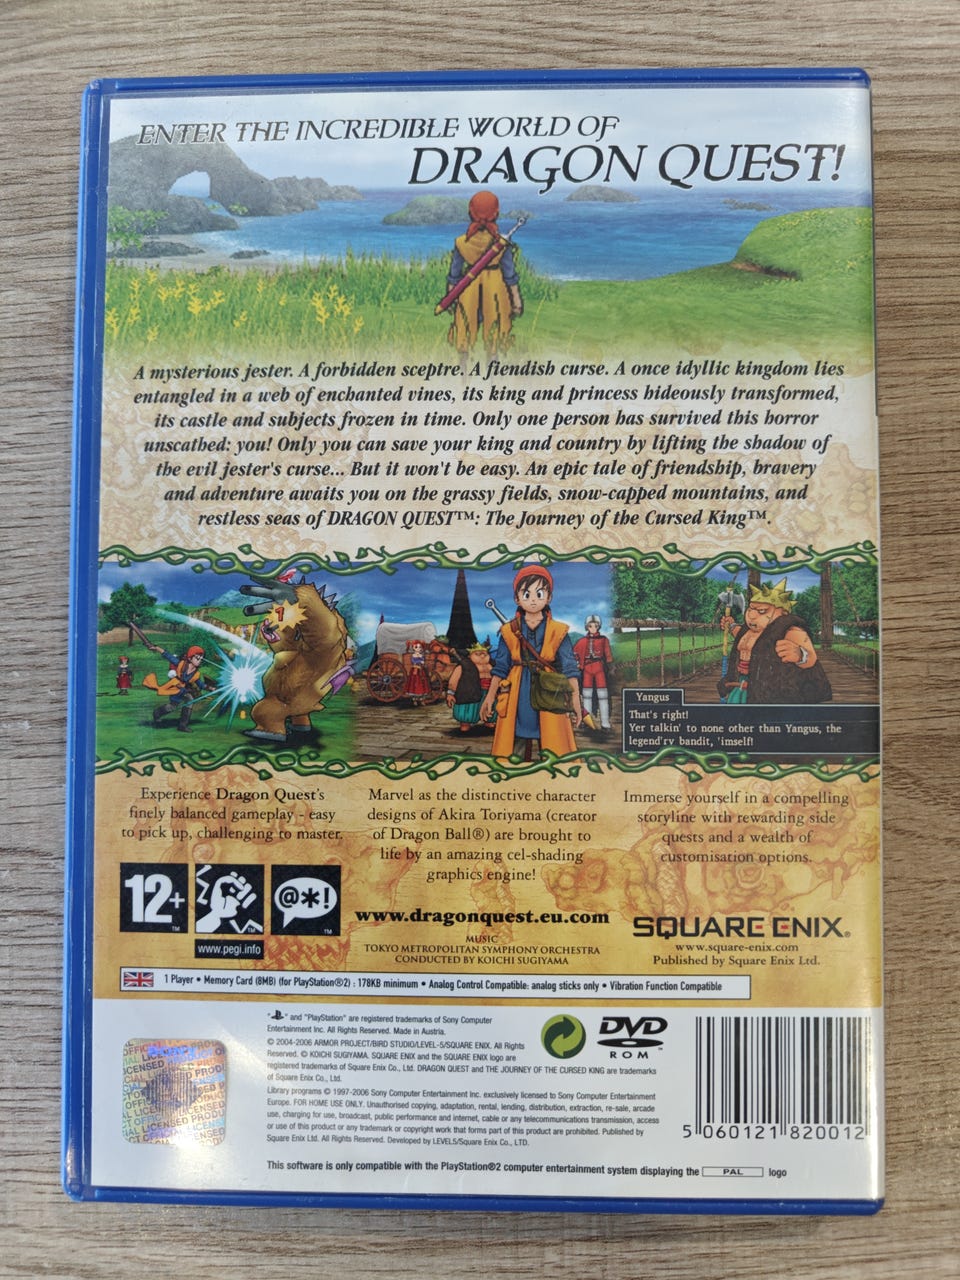 ENTER THE INCREDIBLE WORLD OF
DRAGON QUEST!
A mysterious jester. A forbidden sceptre. A fiendish curse. A once idyllic kingdom lies
entangled in a web of enchanted vines, its king and princess hideously transformed,
its castle and subjects frozen in time. Only one person has survived this horror
unscathed: you! Only you can save your king and country by lifting the shadow of
the evil jester's curse... But it won't be easy. An epic tale of friendship, bravery
and adventure awaits you on the grassy fields, snow-capped mountains, and
restless seas of DRAGON QUEST™: The Journey of the Cursed King™.
1
Yangus
That's right!
Yer talkin' to none other than Yangus, the
legend'ry bandit, 'imself!
Experience Dragon Quest's
finely balanced gameplay - easy
to pick up, challenging to master.
Marvel as the distinctive character
designs of Akira Toriyama (creator
of Dragon Ball®) are brought to
life by an amazing cel-shading
graphics engine!
Immerse yourself in a compelling
storyline with rewarding side
quests and a wealth of
customisation options.
12+™
™
@*!™
www.pegi.info
www.dragonquest.eu.com
MUSIC
TOKYO METROPOLITAN SYMPHONY ORCHESTRA
CONDUCTED BY KOICHI SUGIYAMA
SQUARE ENIX®
www.square-enix.com
Published by Square Enix Ltd.
1 Player • Memory Card (8MB) (for PlayStation®2) : 178KB minimum • Analog Control Compatible: analog sticks only • Vibration Function Compatible
" " and "PlayStation" are registered trademarks of Sony Computer
Entertainment Inc. All Rights Reserved. Made in Austria.
© 2004-2006 ARMOR PROJECT/BIRD STUDIO/LEVEL-5/SQUARE ENIX. All Rights
Reserved. © KOICHI SUGIYAMA. SQUARE ENIX and the SQUARE ENIX logo are
registered trademarks of Square Enix Co., Ltd. DRAGON QUEST and THE JOURNEY OF THE CURSED KING are trademarks
of Square Enix Co., Ltd.
Library programs © 1997-2006 Sony Computer Entertainment Inc. exclusively licensed to Sony Computer Entertainment
Europe. FOR HOME USE ONLY. Unauthorised copying, adaptation, rental, lending, distribution, extraction, re-sale, arcade
use, charging for use, broadcast, public performance and internet, cable or any telecommunications transmission, access
or use of this product or any trademark or copyright work that forms part of this product are prohibited. Published by
Square Enix Ltd. All Rights Reserved. Developed by LEVEL5/Square Enix Co., LTD.
DVD
ROM™
5 060121 820012
This software is only compatible with the PlayStation®2 computer entertainment system displaying the PAL logo